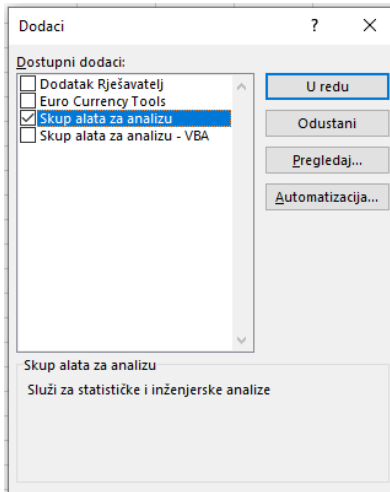 Dodaci
?
Dostupni dodaci:
Dodatak Rješavatelj
Euro Currency Tools
Skup alata za analizu
Skup alata za analizu - VBA
U redu
Odustani
Pregledaj...
Automatizacija...
Skup alata za analizu
Služi za statističke i inženjerske analize